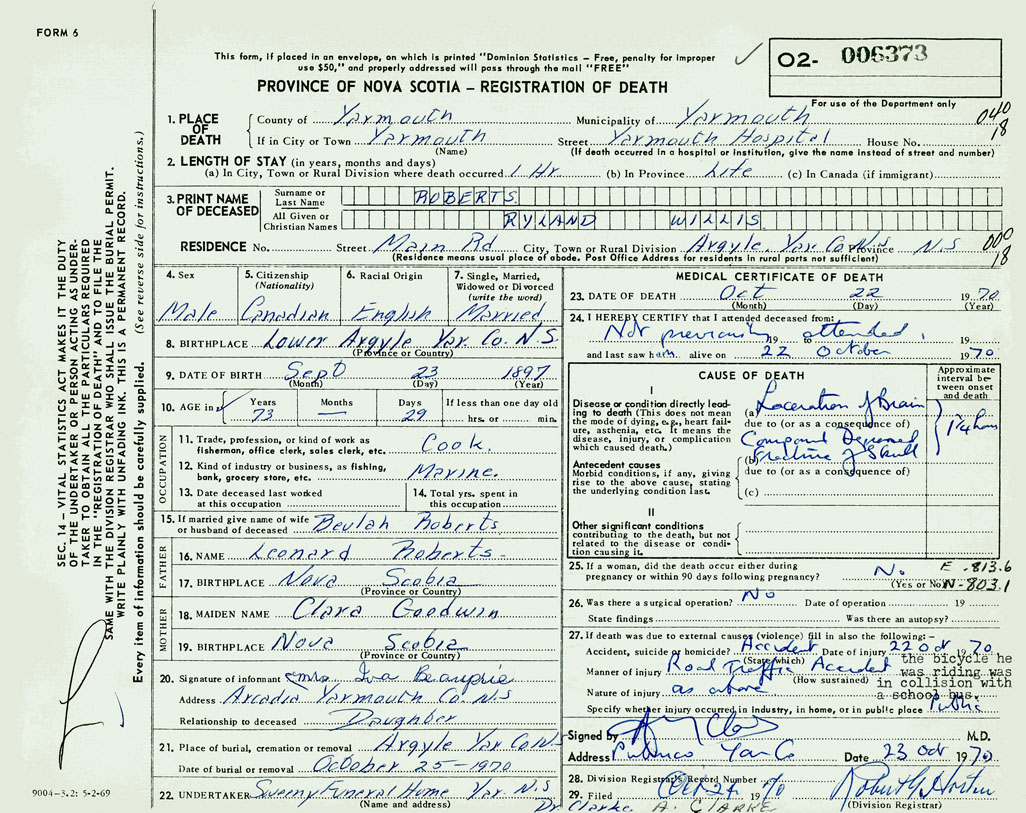 FORM 6
This form, if placed in an envelope, on which is printed "Dominion Statistics – Free, penalty for improper
use $50," and properly addressed will pass through the mail "FREE"
O2- 006373
PROVINCE OF NOVA SCOTIA – REGISTRATION OF DEATH
For use of the Department only
1. PLACE OF DEATH
County of Yarmouth Municipality of Yarmouth
If in City or Town Yarmouth Street Yarmouth Hospital House No.
(Name) (If death occurred in a hospital or institution, give the name instead of street and number)
18
2. LENGTH OF STAY (in years, months and days)
(a) In City, Town or Rural Division where death occurred 1 Hr (b) In Province Life (c) In Canada (if immigrant)
3. PRINT NAME OF DECEASED
Surname or Last Name ROBERTS
All Given or Christian Names RYLAND WILLIS
RESIDENCE No. Street Main Rd City, Town or Rural Division Argyle, Yar. Co N.S Province N.S
(Residence means usual place of abode. Post Office Address for residents in rural parts not sufficient)
000
18
4. Sex
Male
5. Citizenship
(Nationality)
Canadian
6. Racial Origin
English
7. Single, Married,
Widowed or Divorced
(write the word)
Married
8. BIRTHPLACE Lower Argyle Yar. Co. N.S.
(Province or Country)
9. DATE OF BIRTH Sept 23 1897
(Month) (Day) (Year)
10. AGE in
Years 73
Months —
Days 29
If less than one day old
hrs. or min.
OCCUPATION
11. Trade, profession, or kind of work as
fisherman, office clerk, sales clerk, etc. Cook.
12. Kind of industry or business, as fishing,
bank, grocery store, etc. Marine.
13. Date deceased last worked
at this occupation
14. Total yrs. spent in
this occupation
15. If married give name of wife
or husband of deceased Beulah Roberts
FATHER
16. NAME Leonard Roberts
17. BIRTHPLACE Nova Scotia
(Province or Country)
MOTHER
18. MAIDEN NAME Clara Goodwin
19. BIRTHPLACE Nova Scotia
(Province or Country)
20. Signature of informant Mrs Iva Beauprie
Address Arcadia Yarmouth Co N.S
Relationship to deceased Daughter
21. Place of burial, cremation or removal Argyle Yar Co NS
Date of burial or removal October 25-1970
22. UNDERTAKER Sweeny Funeral Home Yar. N.S
(Name and address)
MEDICAL CERTIFICATE OF DEATH
23. DATE OF DEATH Oct 22 1970
(Month) (Day) (Year)
24. I HEREBY CERTIFY that I attended deceased from:
Not previously attended.
19 to 19
and last saw him alive on 22 October 1970
CAUSE OF DEATH
Approximate
interval be-
tween onset
and death
I
Disease or condition directly lead-
ing to death (This does not mean
the mode of dying, e.g., heart fail-
ure, asthenia, etc. It means the
disease, injury, or complication
which caused death.)
(a) Laceration of Brain
due to (or as a consequence of)
Compound Depressed
(b) Fracture of Skull
due to (or as a consequence of)
(c)
Antecedent causes
Morbid conditions, if any, giving
rise to the above cause, stating
the underlying condition last.
II
Other significant conditions
contributing to the death, but not
related to the disease or condi-
tion causing it.
25. If a woman, did the death occur either during
pregnancy or within 90 days following pregnancy? No
(Yes or No)
E-813.6
N-803.1
26. Was there a surgical operation? No Date of operation 19
State findings Was there an autopsy?
27. If death was due to external causes (violence) fill in also the following:–
Accident, suicide or homicide? Accident Date of injury 22 oct 1970
(State which)
Manner of injury Road Traffic Accident
(How sustained)
the bicycle he
was riding was
in collision with
a school bus.
Nature of injury as above
Specify whether injury occurred in industry, in home, or in public place Public
Signed by M.D.
Address Pubnico Yar Co Date 23 oct 1970
28. Division Registrar's Record Number
29. Filed Oct 24 1970
(Division Registrar)
Dr Clarke A. CLARKE
SEC. 14 – VITAL STATISTICS ACT MAKES IT THE DUTY
OF THE UNDERTAKER OR PERSON ACTING AS UNDER-
TAKER TO OBTAIN ALL THE PARTICULARS REQUIRED
IN THE "REGISTRATION OF DEATH" AND TO FILE THE
SAME WITH THE DIVISION REGISTRAR WHO SHALL ISSUE THE BURIAL PERMIT.
WRITE PLAINLY WITH UNFADING INK. THIS IS A PERMANENT RECORD.
Every item of information should be carefully supplied. (See reverse side for instructions.)
9004-3.2: 5-2-69